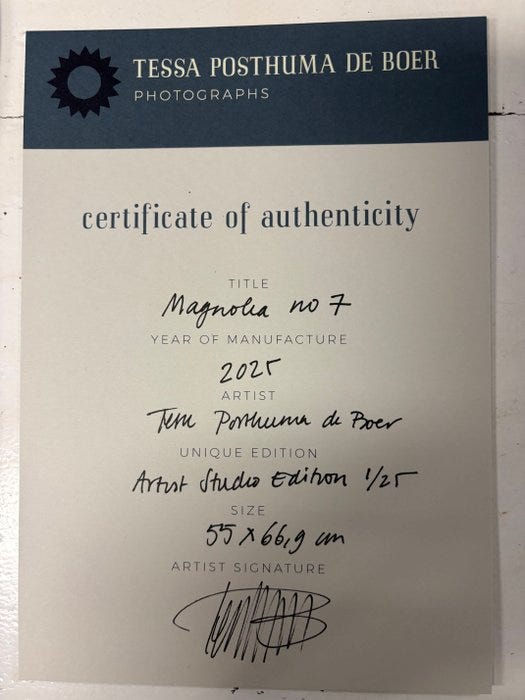 TESSA POSTHUMA DE BOER
PHOTOGRAPHS
certificate of authenticity
TITLE
Magnolia no 7
YEAR OF MANUFACTURE
2025
ARTIST
Tessa Posthuma de Boer
UNIQUE EDITION
Artist Studio Edition 1/25
SIZE
55 x 66,9 cm
ARTIST SIGNATURE